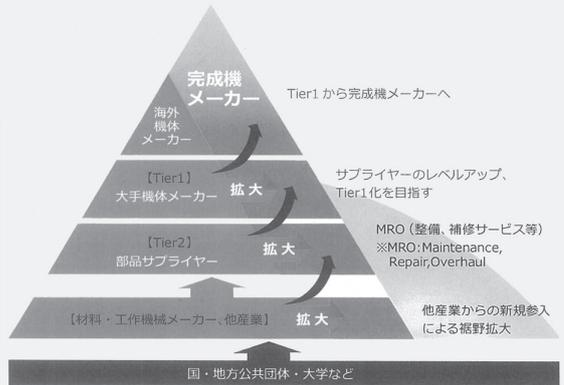 完成機
メーカー
海外
機体
メーカー
Tier1 から完成機メーカーへ
【Tier1】
大手機体メーカー
拡大
サプライヤーのレベルアップ、
Tier1化を目指す
【Tier2】
部品サプライヤー
拡大
MRO（整備、補修サービス等）
※MRO:Maintenance,
Repair,Overhaul
【材料・工作機械メーカー、他産業】
拡大
他産業からの新規参入
による裾野拡大
国・地方公共団体・大学など